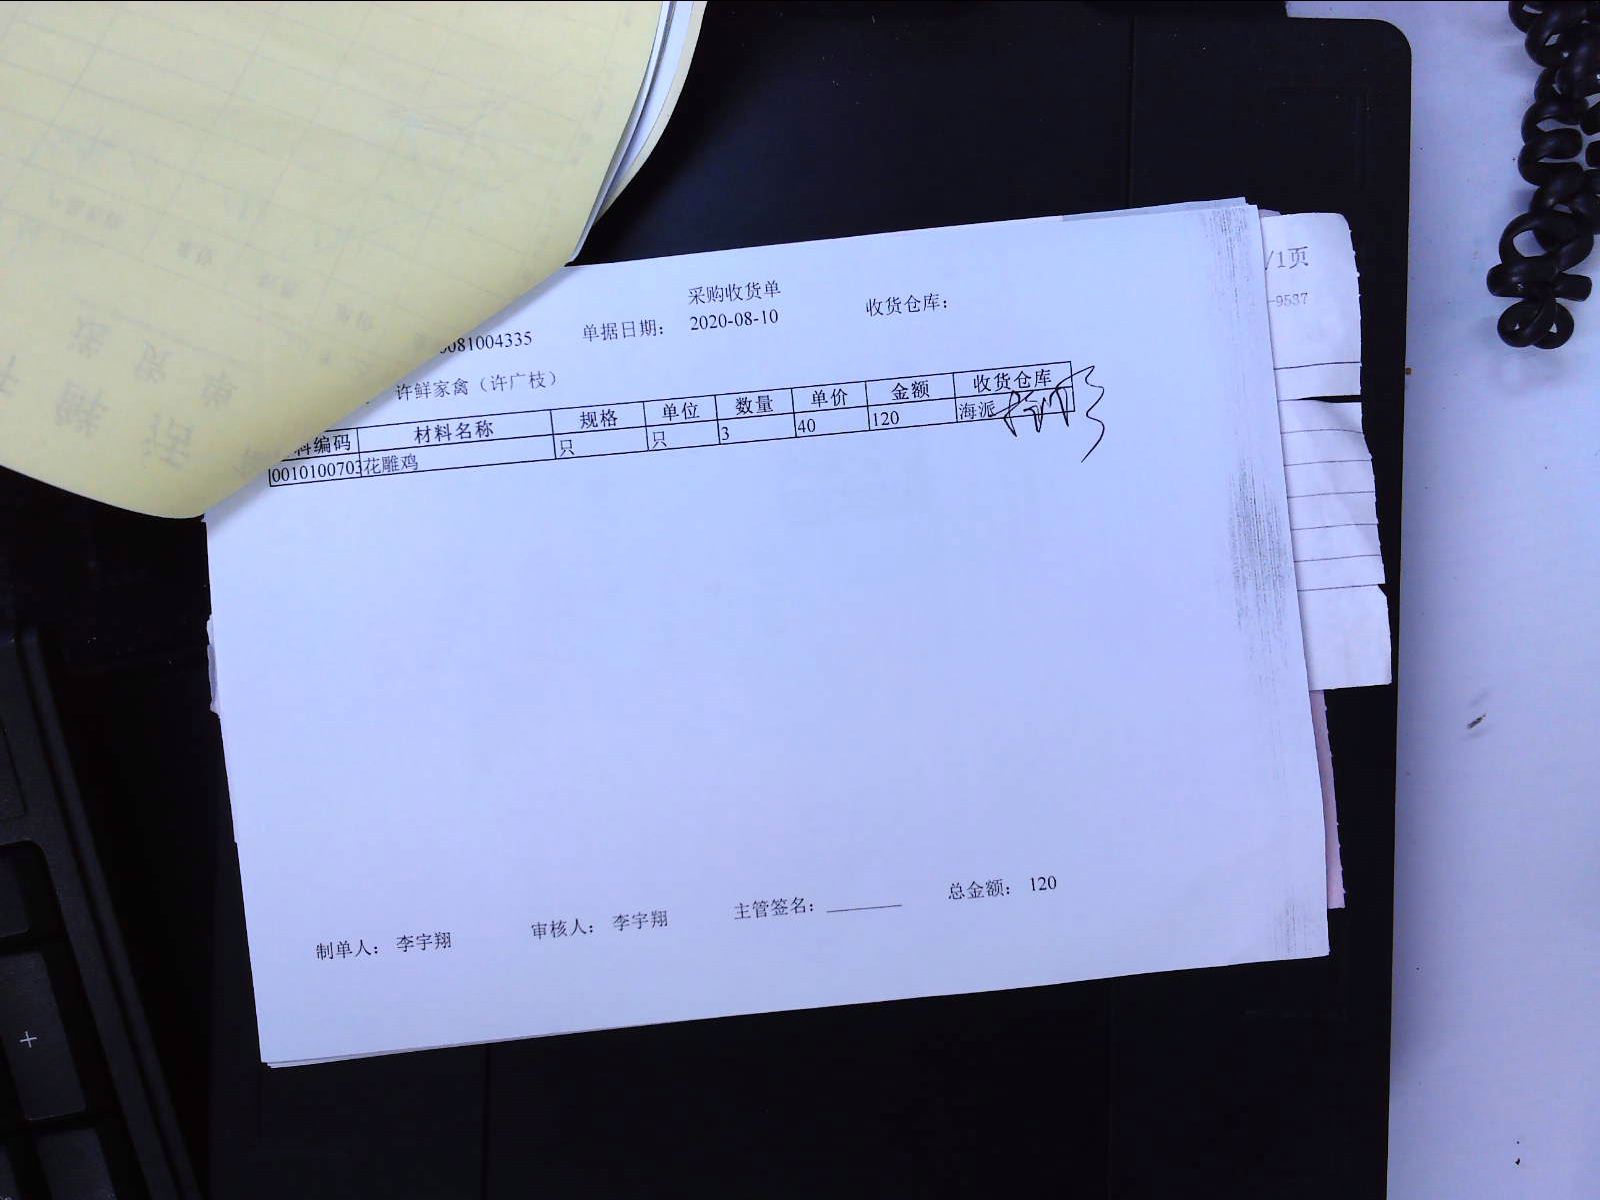 采购收货单
081004335 单据日期： 2020-08-10 收货仓库：
许鲜家禽（许广枝）
料编码 材料名称 规格 单位 数量 单价 金额 收货仓库
0010100703 花雕鸡 只 只 3 40 120 海派
制单人： 李宇翔 审核人： 李宇翔 主管签名： 总金额： 120
/1页
-9537
+